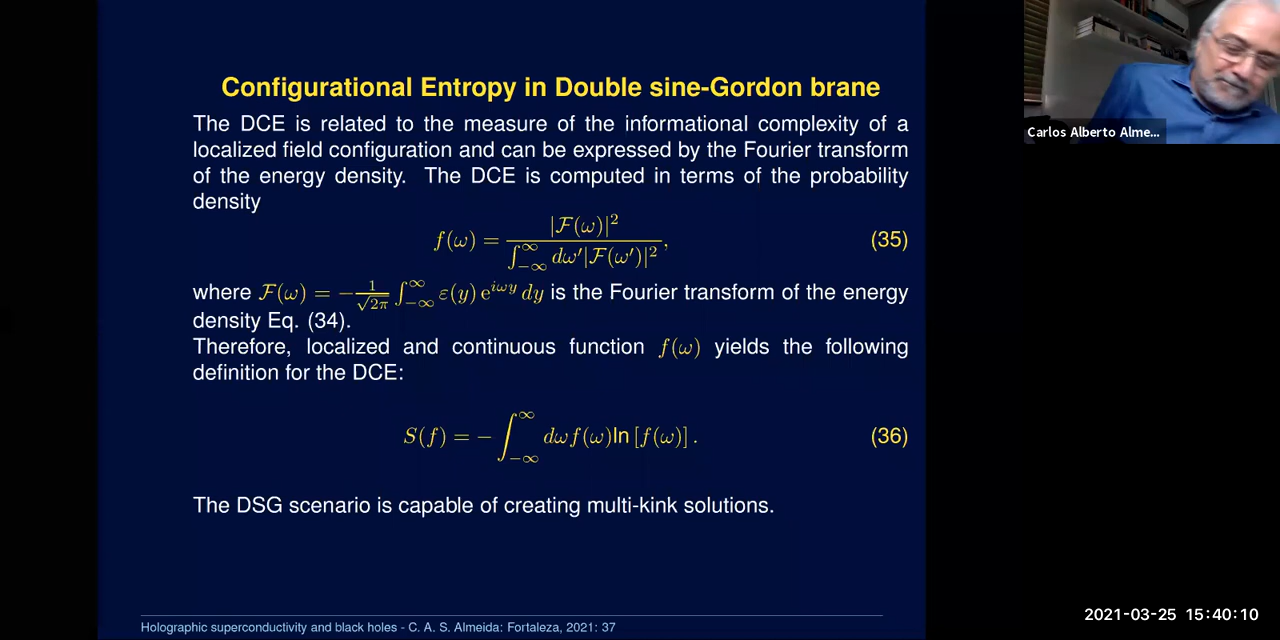 Configurational Entropy in Double sine-Gordon brane
The DCE is related to the measure of the informational complexity of a
localized field configuration and can be expressed by the Fourier transform
of the energy density. The DCE is computed in terms of the probability
density
f(ω) = |ℱ(ω)|² / ∫_{-∞}^{∞} dω′|ℱ(ω′)|², (35)
where ℱ(ω) = −1/√2π ∫_{-∞}^{∞} ε(y) e^{iωy} dy is the Fourier transform of the energy
density Eq. (34).
Therefore, localized and continuous function f(ω) yields the following
definition for the DCE:
S(f) = − ∫_{-∞}^{∞} dωf(ω)ln [f(ω)] . (36)
The DSG scenario is capable of creating multi-kink solutions.
Holographic superconductivity and black holes - C. A. S. Almeida: Fortaleza, 2021: 37
Carlos Alberto Alme...
2021-03-25 15:40:10